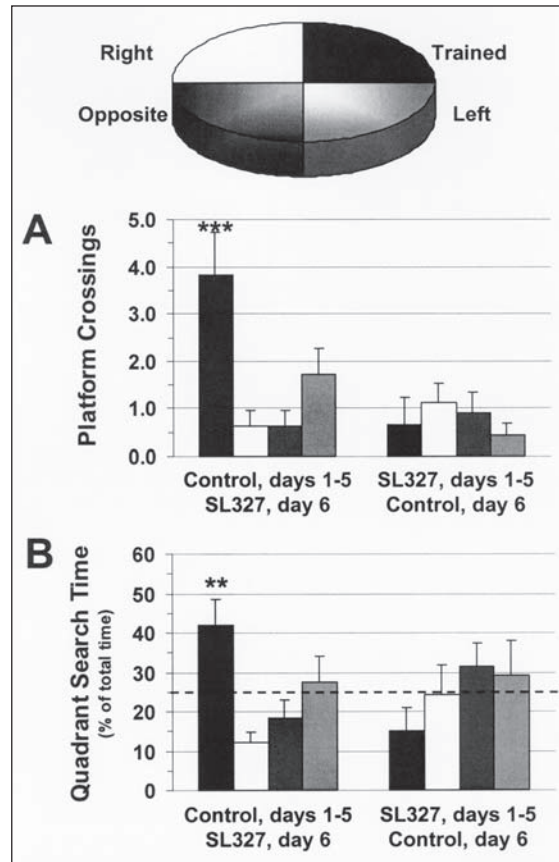 Right Trained
Opposite Left
A
***
Platform Crossings
5.0
4.0
3.0
2.0
1.0
0.0
Control, days 1-5 SL327, days 1-5
SL327, day 6 Control, day 6
B
**
Quadrant Search Time
(% of total time)
60
50
40
30
20
10
0
Control, days 1-5 SL327, days 1-5
SL327, day 6 Control, day 6